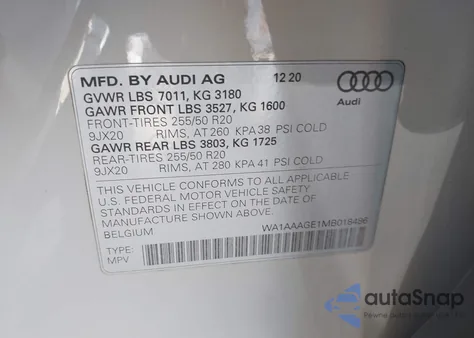 MFD. BY AUDI AG 12 20
GVWR LBS 7011, KG 3180
GAWR FRONT LBS 3527, KG 1600
FRONT-TIRES 255/50 R20
9JX20 RIMS, AT 260 KPA 38 PSI COLD
GAWR REAR LBS 3803, KG 1725
REAR-TIRES 255/50 R20
9JX20 RIMS, AT 280 KPA 41 PSI COLD
Audi
THIS VEHICLE CONFORMS TO ALL APPLICABLE
U.S. FEDERAL MOTOR VEHICLE SAFETY
STANDARDS IN EFFECT ON THE DATE OF
MANUFACTURE SHOWN ABOVE
BELGIUM WA1AAAGE1MB018496
TYPE:
MPV
autoSnap